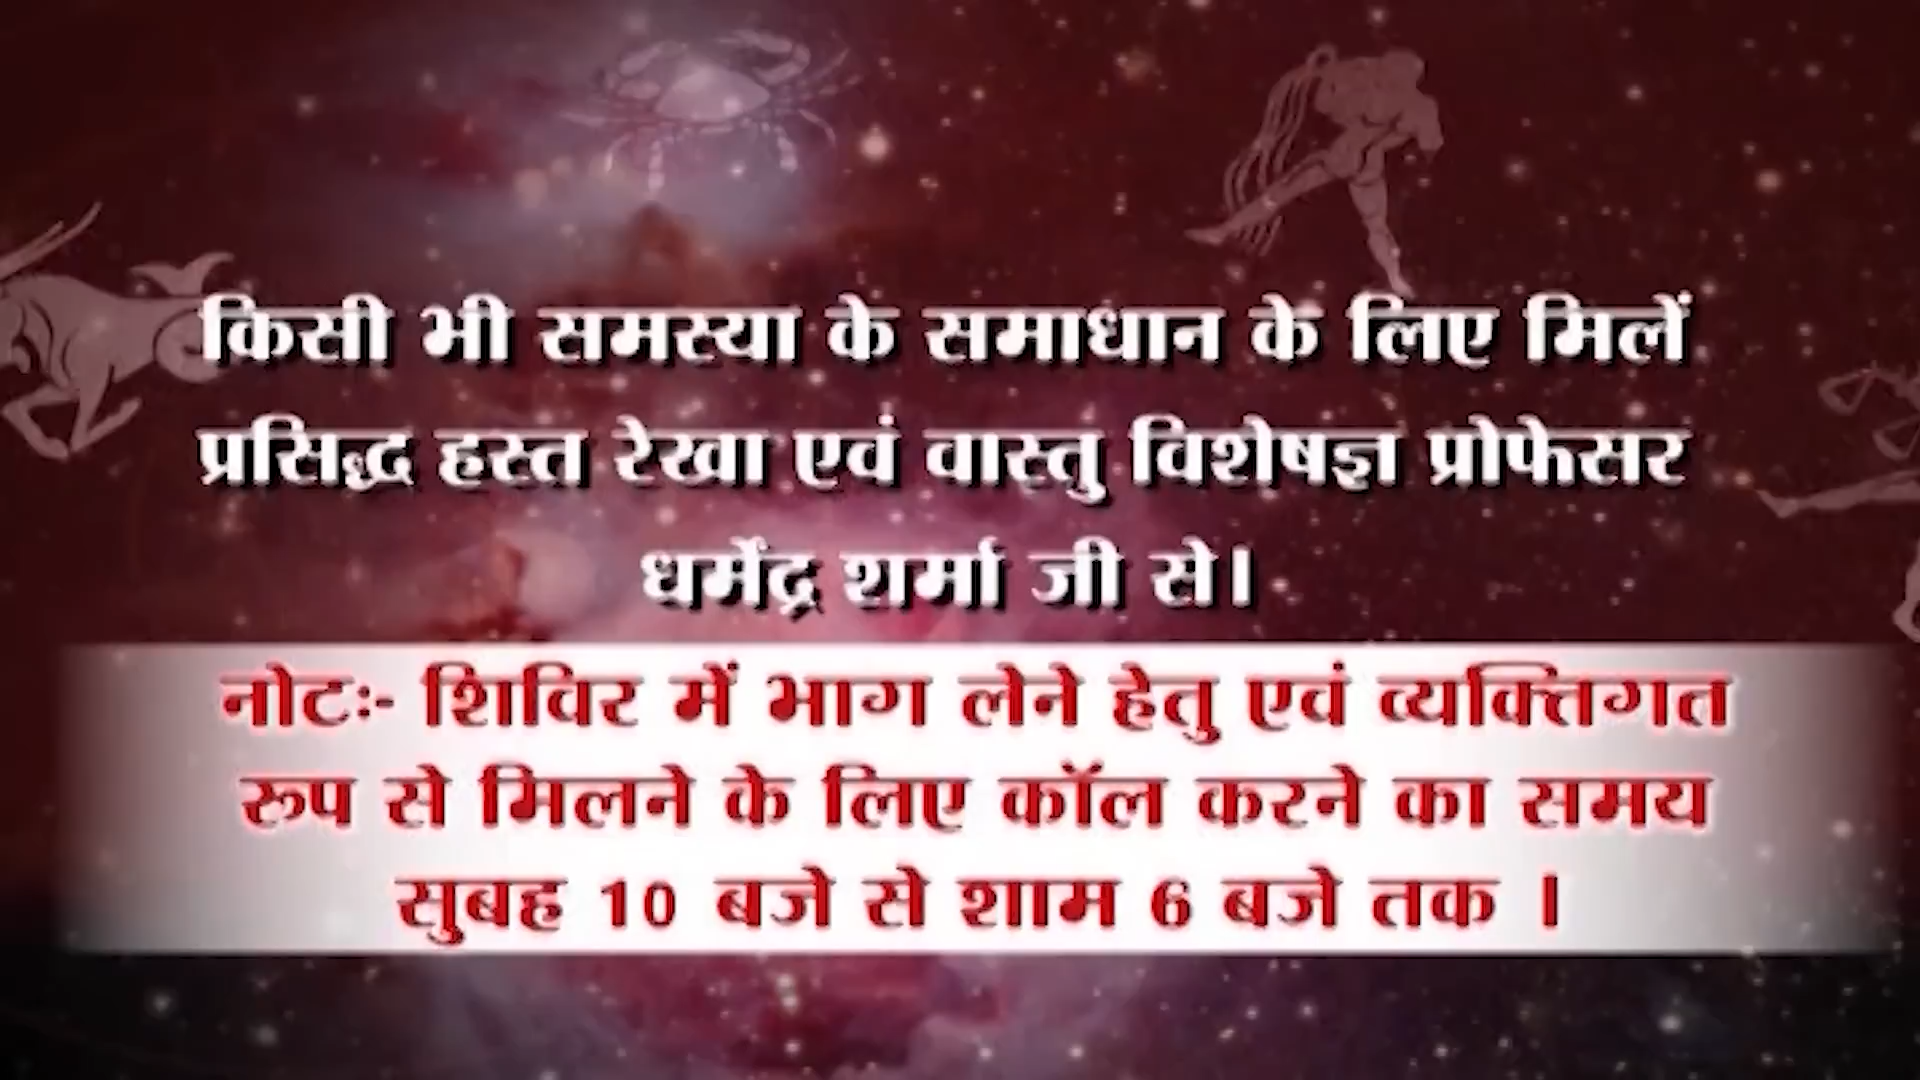 किसी भी समस्या के समाधान के लिए मिलें
प्रसिद्ध हस्त रेखा एवं वास्तु विशेषज्ञ प्रोफेसर
धर्मेंद्र शर्मा जी से।
नोटः- शिविर में भाग लेने हेतु एवं व्यक्तिगत
रूप से मिलने के लिए कॉल करने का समय
सुबह 10 बजे से शाम 6 बजे तक ।